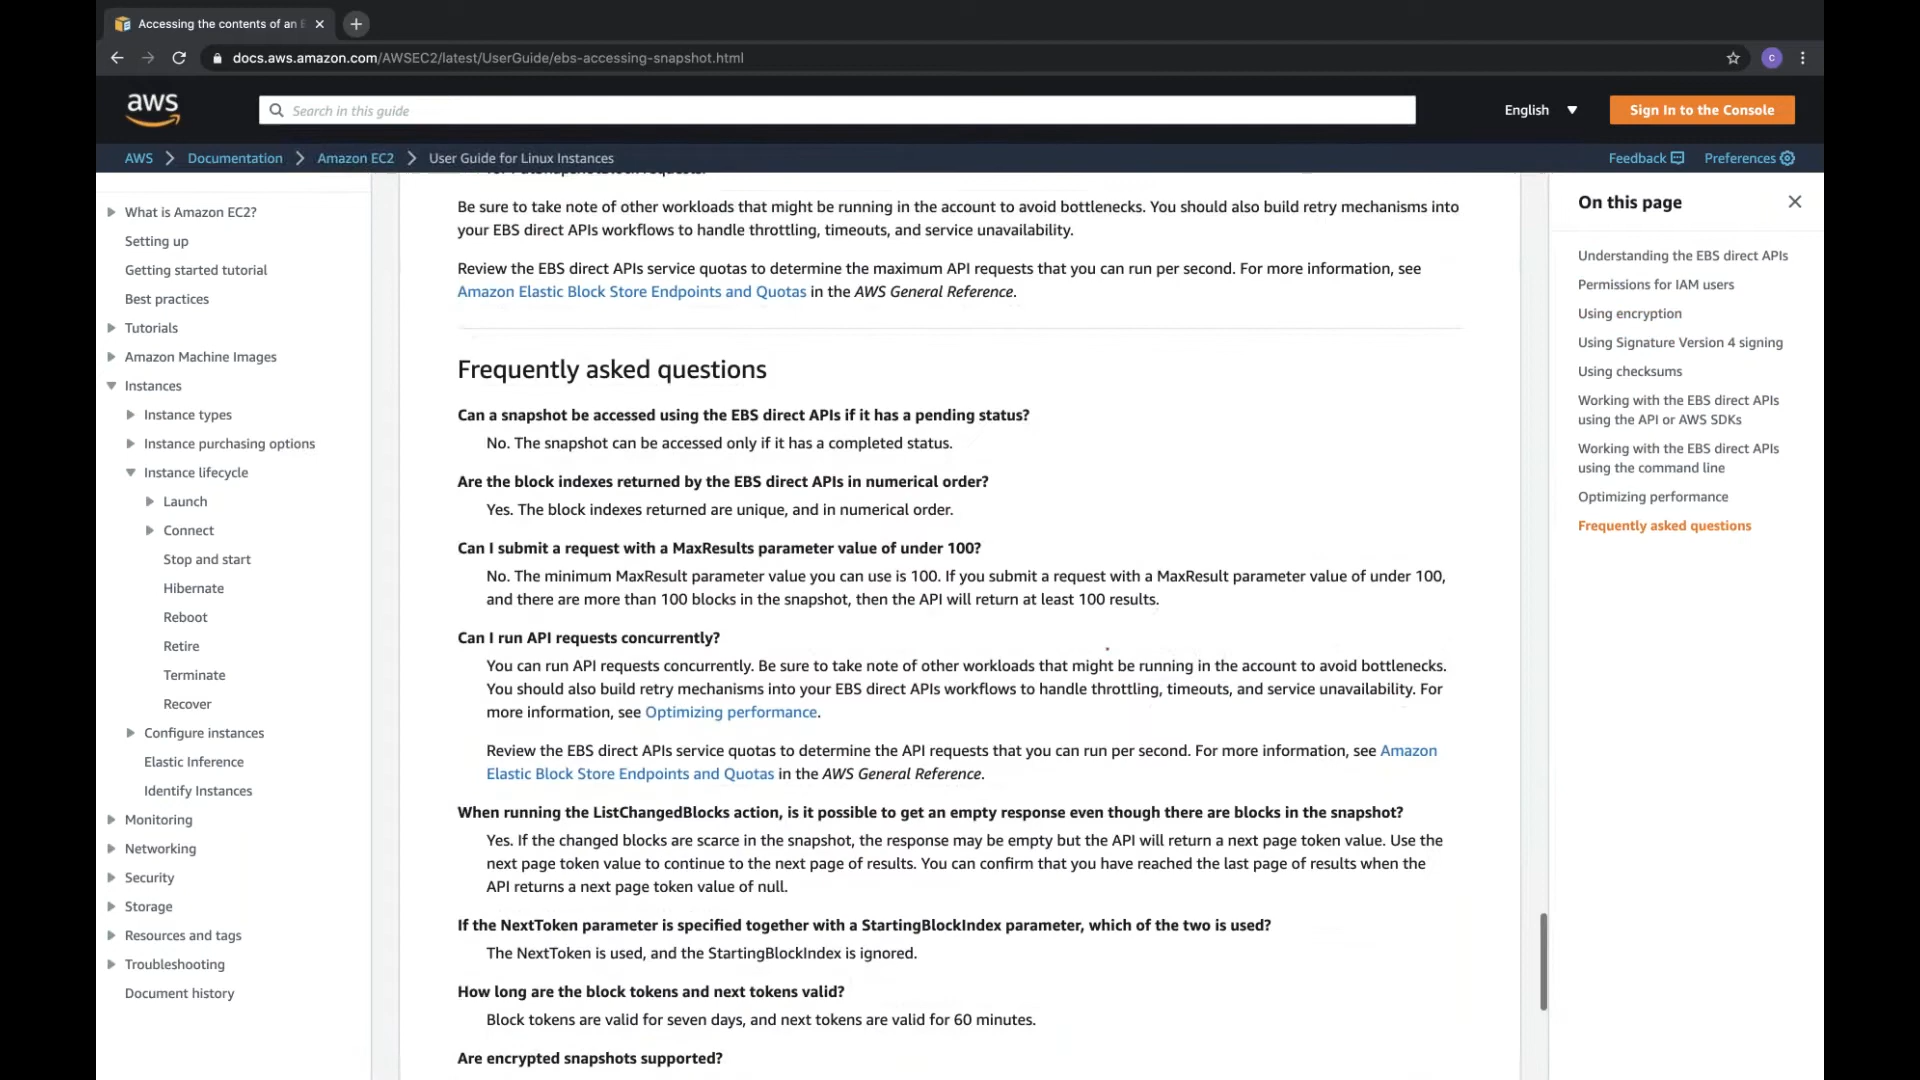 Accessing the contents of an E
docs.aws.amazon.com/AWSEC2/latest/UserGuide/ebs-accessing-snapshot.html
C
aws
Search in this guide
English
Sign In to the Console
AWS
Documentation
Amazon EC2
User Guide for Linux Instances
Feedback
Preferences
What is Amazon EC2?
Setting up
Getting started tutorial
Best practices
Tutorials
Amazon Machine Images
Instances
Instance types
Instance purchasing options
Instance lifecycle
Launch
Connect
Stop and start
Hibernate
Reboot
Retire
Terminate
Recover
Configure instances
Elastic Inference
Identify Instances
Monitoring
Networking
Security
Storage
Resources and tags
Troubleshooting
Document history
Be sure to take note of other workloads that might be running in the account to avoid bottlenecks. You should also build retry mechanisms into
your EBS direct APIs workflows to handle throttling, timeouts, and service unavailability.
Review the EBS direct APIs service quotas to determine the maximum API requests that you can run per second. For more information, see
Amazon Elastic Block Store Endpoints and Quotas in the AWS General Reference.
Frequently asked questions
Can a snapshot be accessed using the EBS direct APIs if it has a pending status?
No. The snapshot can be accessed only if it has a completed status.
Are the block indexes returned by the EBS direct APIs in numerical order?
Yes. The block indexes returned are unique, and in numerical order.
Can I submit a request with a MaxResults parameter value of under 100?
No. The minimum MaxResult parameter value you can use is 100. If you submit a request with a MaxResult parameter value of under 100,
and there are more than 100 blocks in the snapshot, then the API will return at least 100 results.
Can I run API requests concurrently?
You can run API requests concurrently. Be sure to take note of other workloads that might be running in the account to avoid bottlenecks.
You should also build retry mechanisms into your EBS direct APIs workflows to handle throttling, timeouts, and service unavailability. For
more information, see Optimizing performance.
Review the EBS direct APIs service quotas to determine the API requests that you can run per second. For more information, see Amazon
Elastic Block Store Endpoints and Quotas in the AWS General Reference.
When running the ListChangedBlocks action, is it possible to get an empty response even though there are blocks in the snapshot?
Yes. If the changed blocks are scarce in the snapshot, the response may be empty but the API will return a next page token value. Use the
next page token value to continue to the next page of results. You can confirm that you have reached the last page of results when the
API returns a next page token value of null.
If the NextToken parameter is specified together with a StartingBlockIndex parameter, which of the two is used?
The NextToken is used, and the StartingBlockIndex is ignored.
How long are the block tokens and next tokens valid?
Block tokens are valid for seven days, and next tokens are valid for 60 minutes.
Are encrypted snapshots supported?
On this page
Understanding the EBS direct APIs
Permissions for IAM users
Using encryption
Using Signature Version 4 signing
Using checksums
Working with the EBS direct APIs
using the API or AWS SDKs
Working with the EBS direct APIs
using the command line
Optimizing performance
Frequently asked questions